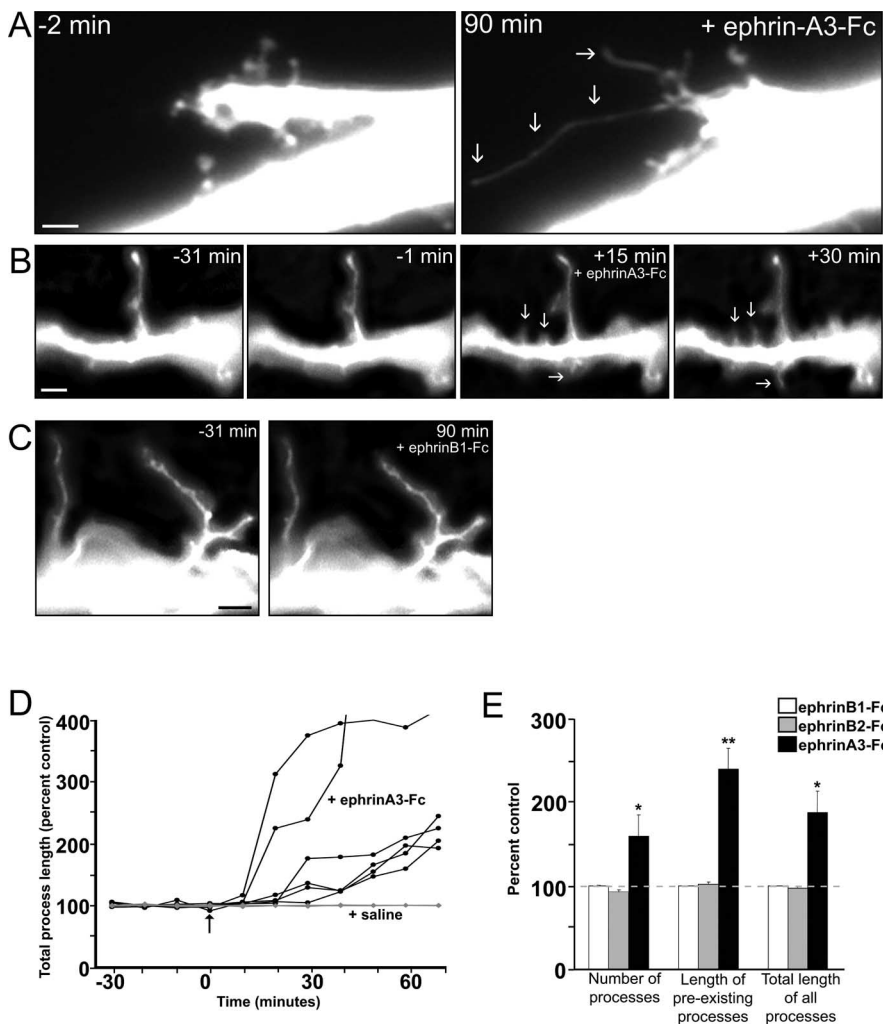 A
-2 min
90 min
+ ephrin-A3-Fc
B
-31 min
-1 min
+15 min
+ ephrinA3-Fc
+30 min
C
-31 min
90 min
+ ephrinB1-Fc
D
Total process length (percent control)
400
300
200
100
0
+ ephrinA3-Fc
+ saline
-30
0
30
60
Time (minutes)
E
ephrinB1-Fc
ephrinB2-Fc
ephrinA3-Fc
Percent control
300
200
100
0
*
**
*
Number of
processes
Length of
pre-existing
processes
Total length
of all
processes